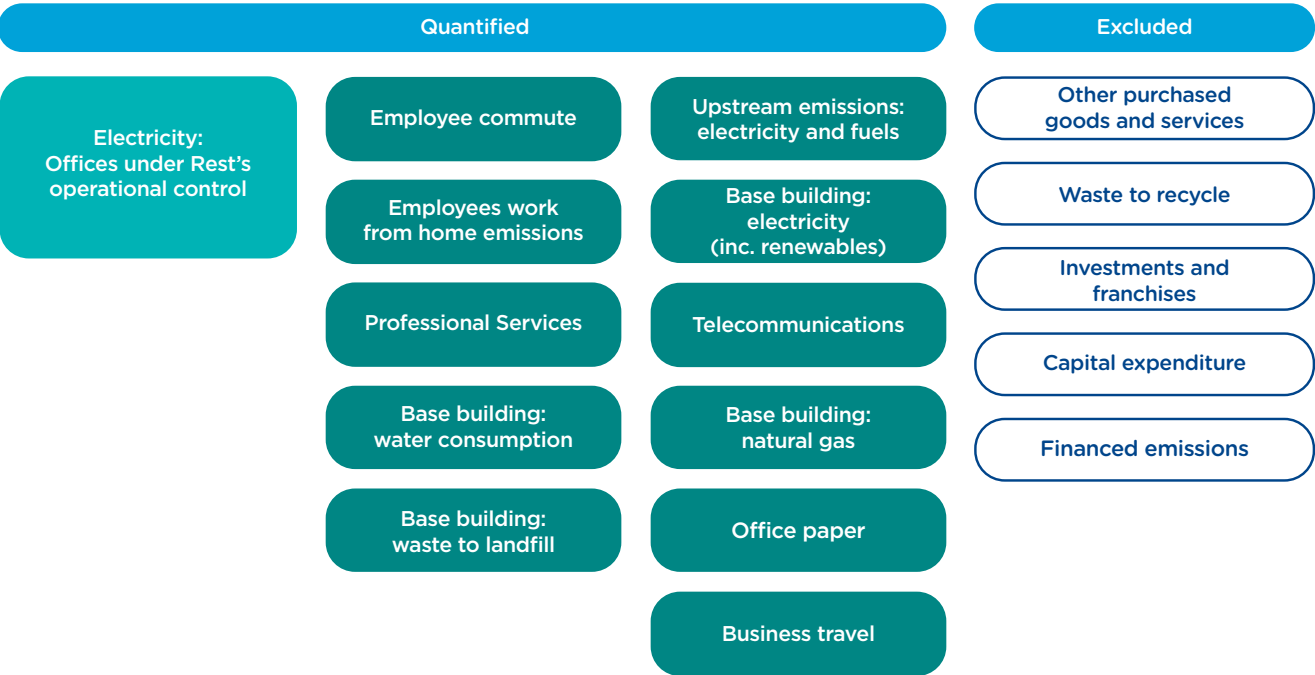 Quantified
Excluded
Electricity:
Offices under Rest's
operational control
Employee commute
Employees work
from home emissions
Professional Services
Base building:
water consumption
Base building:
waste to landfill
Upstream emissions:
electricity and fuels
Base building:
electricity
(inc. renewables)
Telecommunications
Base building:
natural gas
Office paper
Business travel
Other purchased
goods and services
Waste to recycle
Investments and
franchises
Capital expenditure
Financed emissions